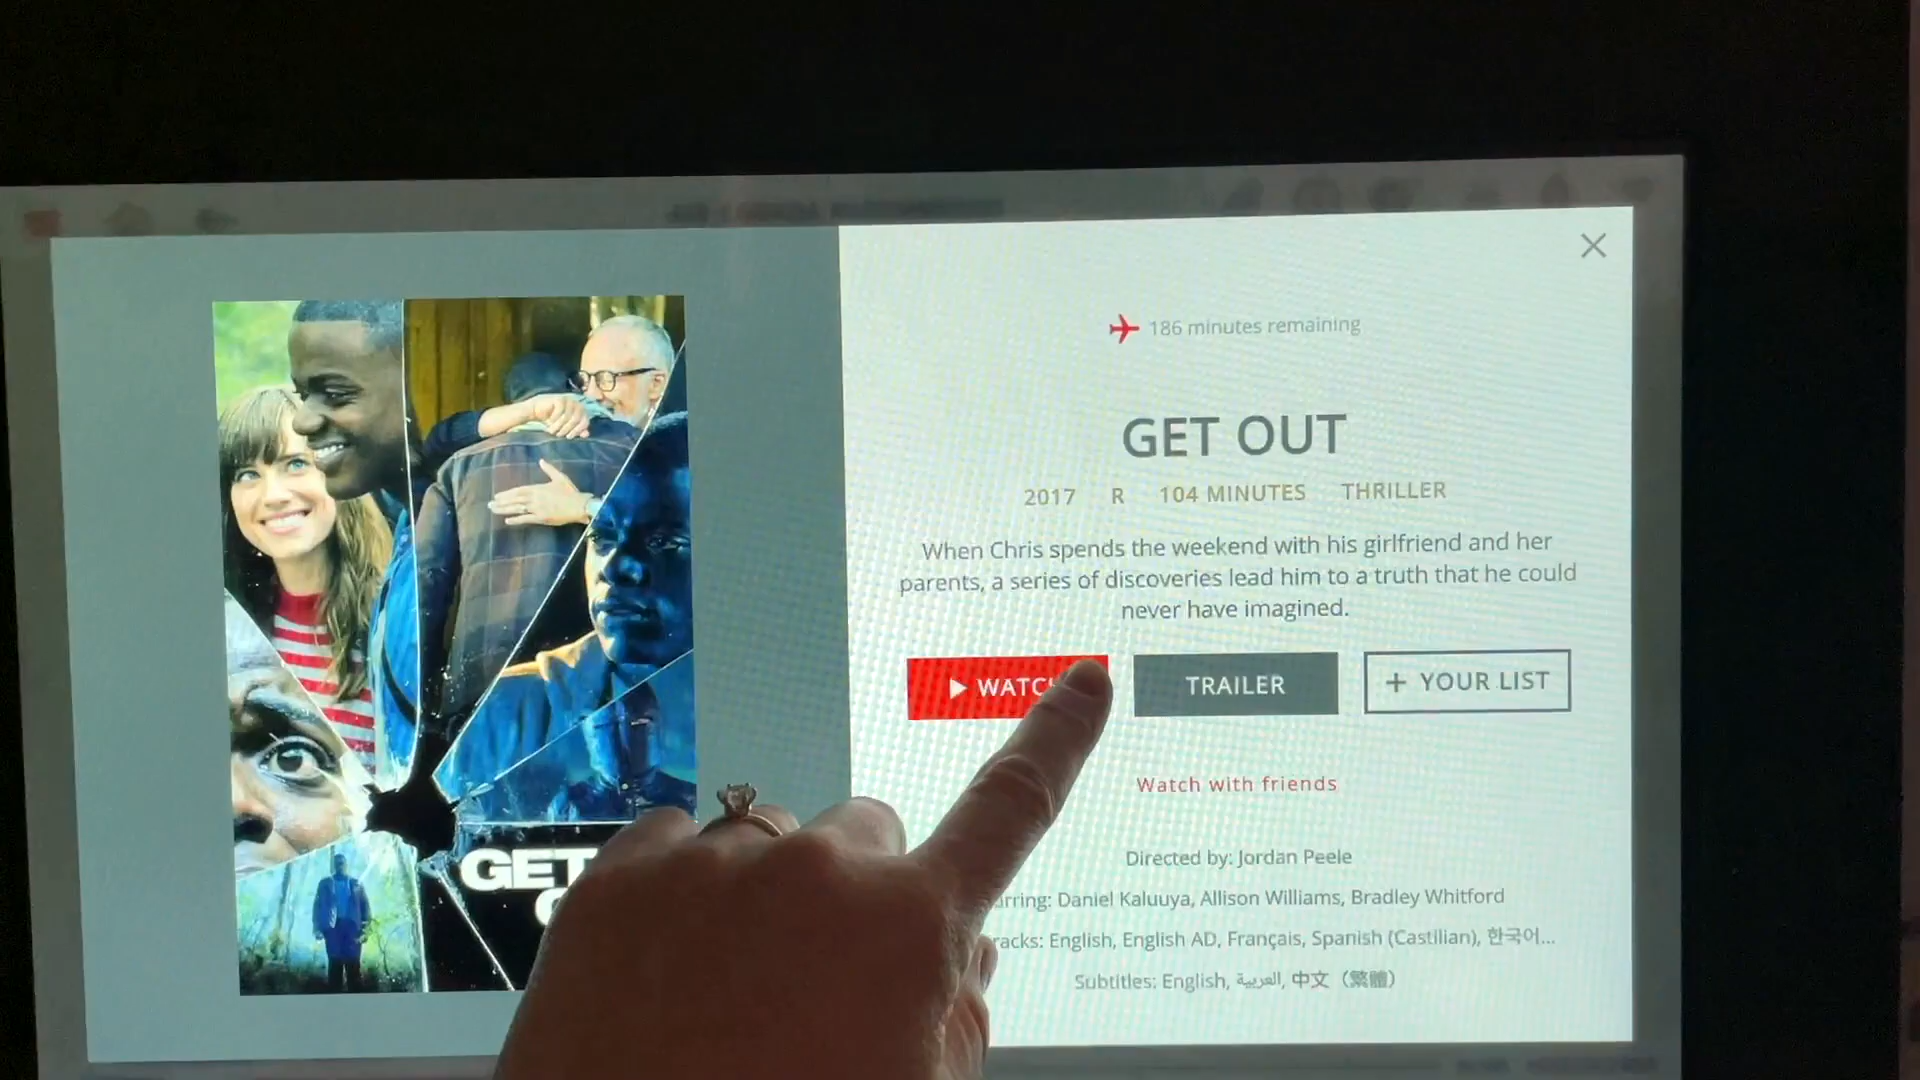 186 minutes remaining
GET OUT
2017 R 104 MINUTES THRILLER
When Chris spends the weekend with his girlfriend and her
parents, a series of discoveries lead him to a truth that he could
never have imagined.
WATC
TRAILER
+ YOUR LIST
Watch with friends
Directed by: Jordan Peele
rring: Daniel Kaluuya, Allison Williams, Bradley Whitford
racks: English, English AD, Français, Spanish (Castilian), 한국어...
Subtitles: English, العربية, 中文（繁體）
GET